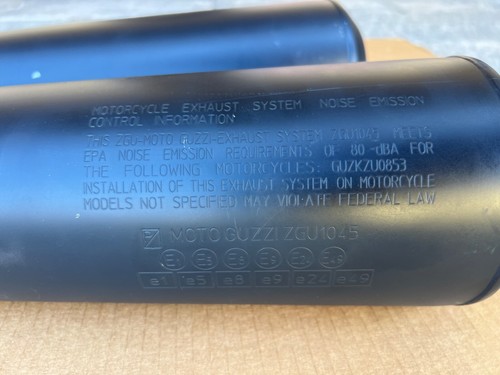 MOTORCYCLE EXHAUST SYSTEM NOISE EMISSION
CONTROL INFORMATION
THIS ZGU-MOTO GUZZI-EXHAUST SYSTEM ZGU1045 MEETS
EPA NOISE EMISSION REQUIREMENTS OF 80-dBA FOR
THE FOLLOWING MOTORCYCLES: GUZKZU0853
INSTALLATION OF THIS EXHAUST SYSTEM ON MOTORCYCLE
MODELS NOT SPECIFIED MAY VIOLATE FEDERAL LAW
MOTO GUZZI ZGU1045
e1 e5 e8 e9 e24 e49